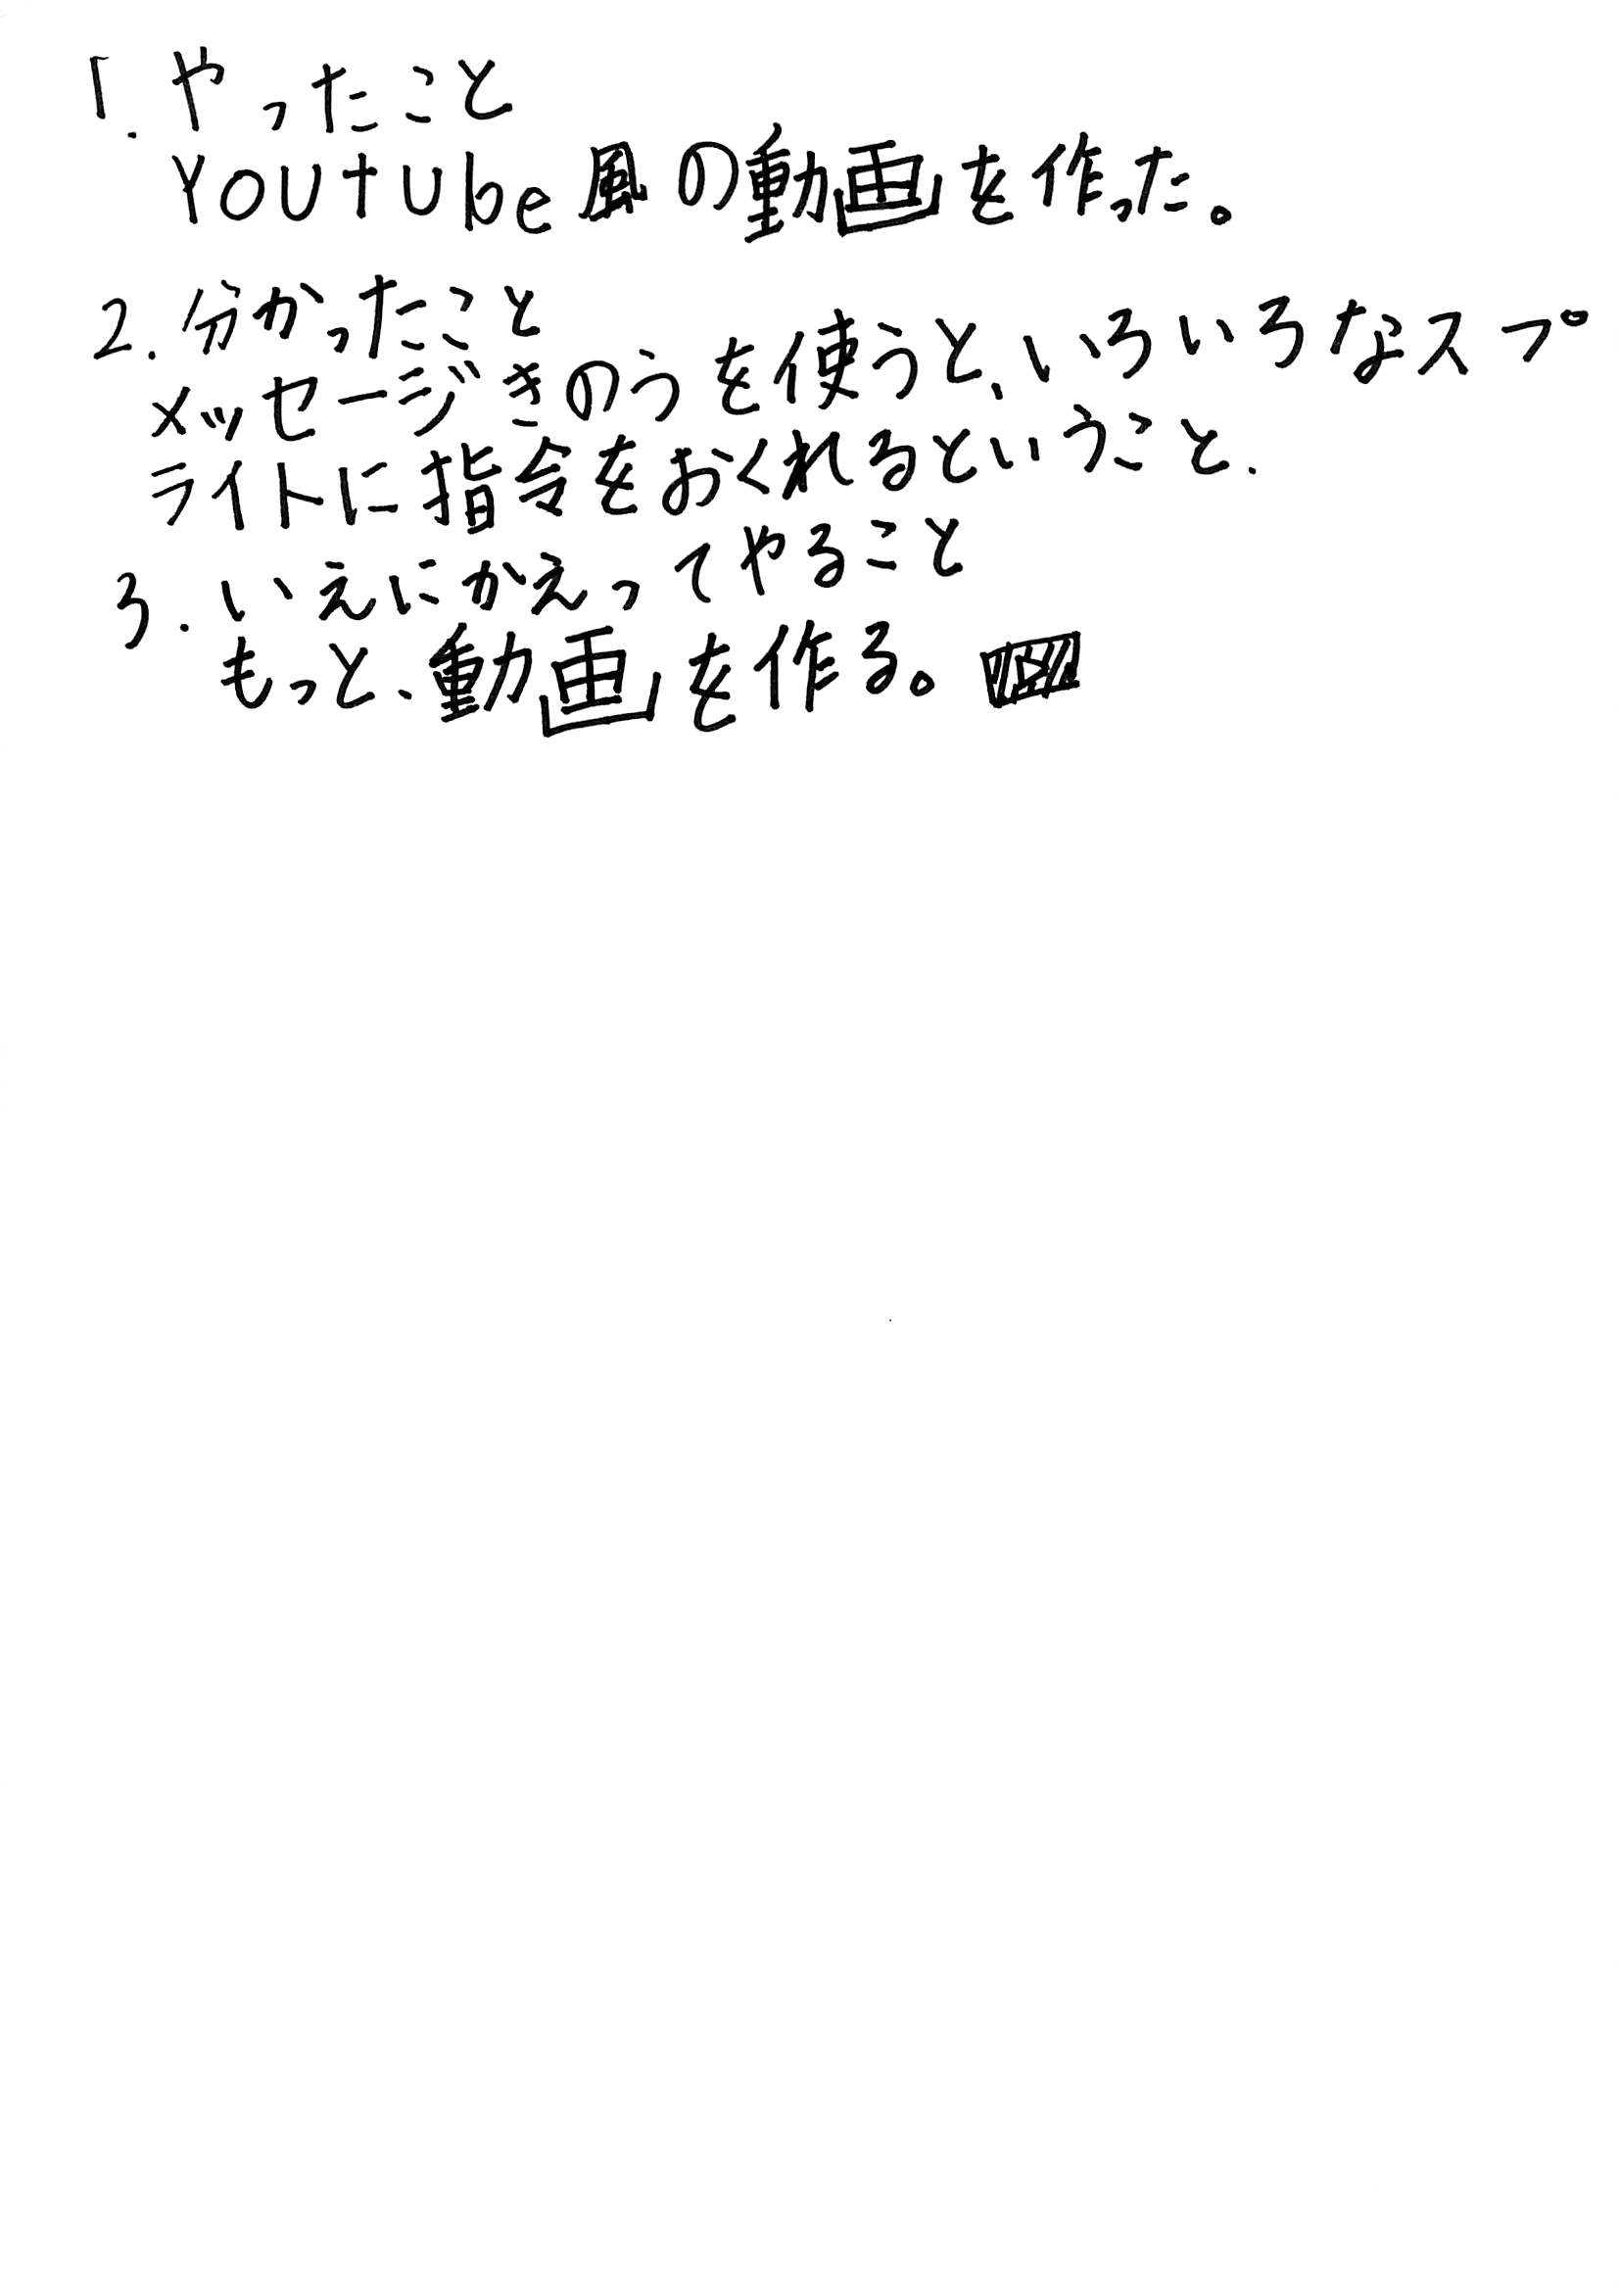 1. やったこと
YOUtUbe風の動画を作った。
2. 分かったこと
メッセージきのうを使うと、いろいろなスプ
ライトに指令をおくれるということ.
3. いえにかえってやること
もっと、動画を作る。